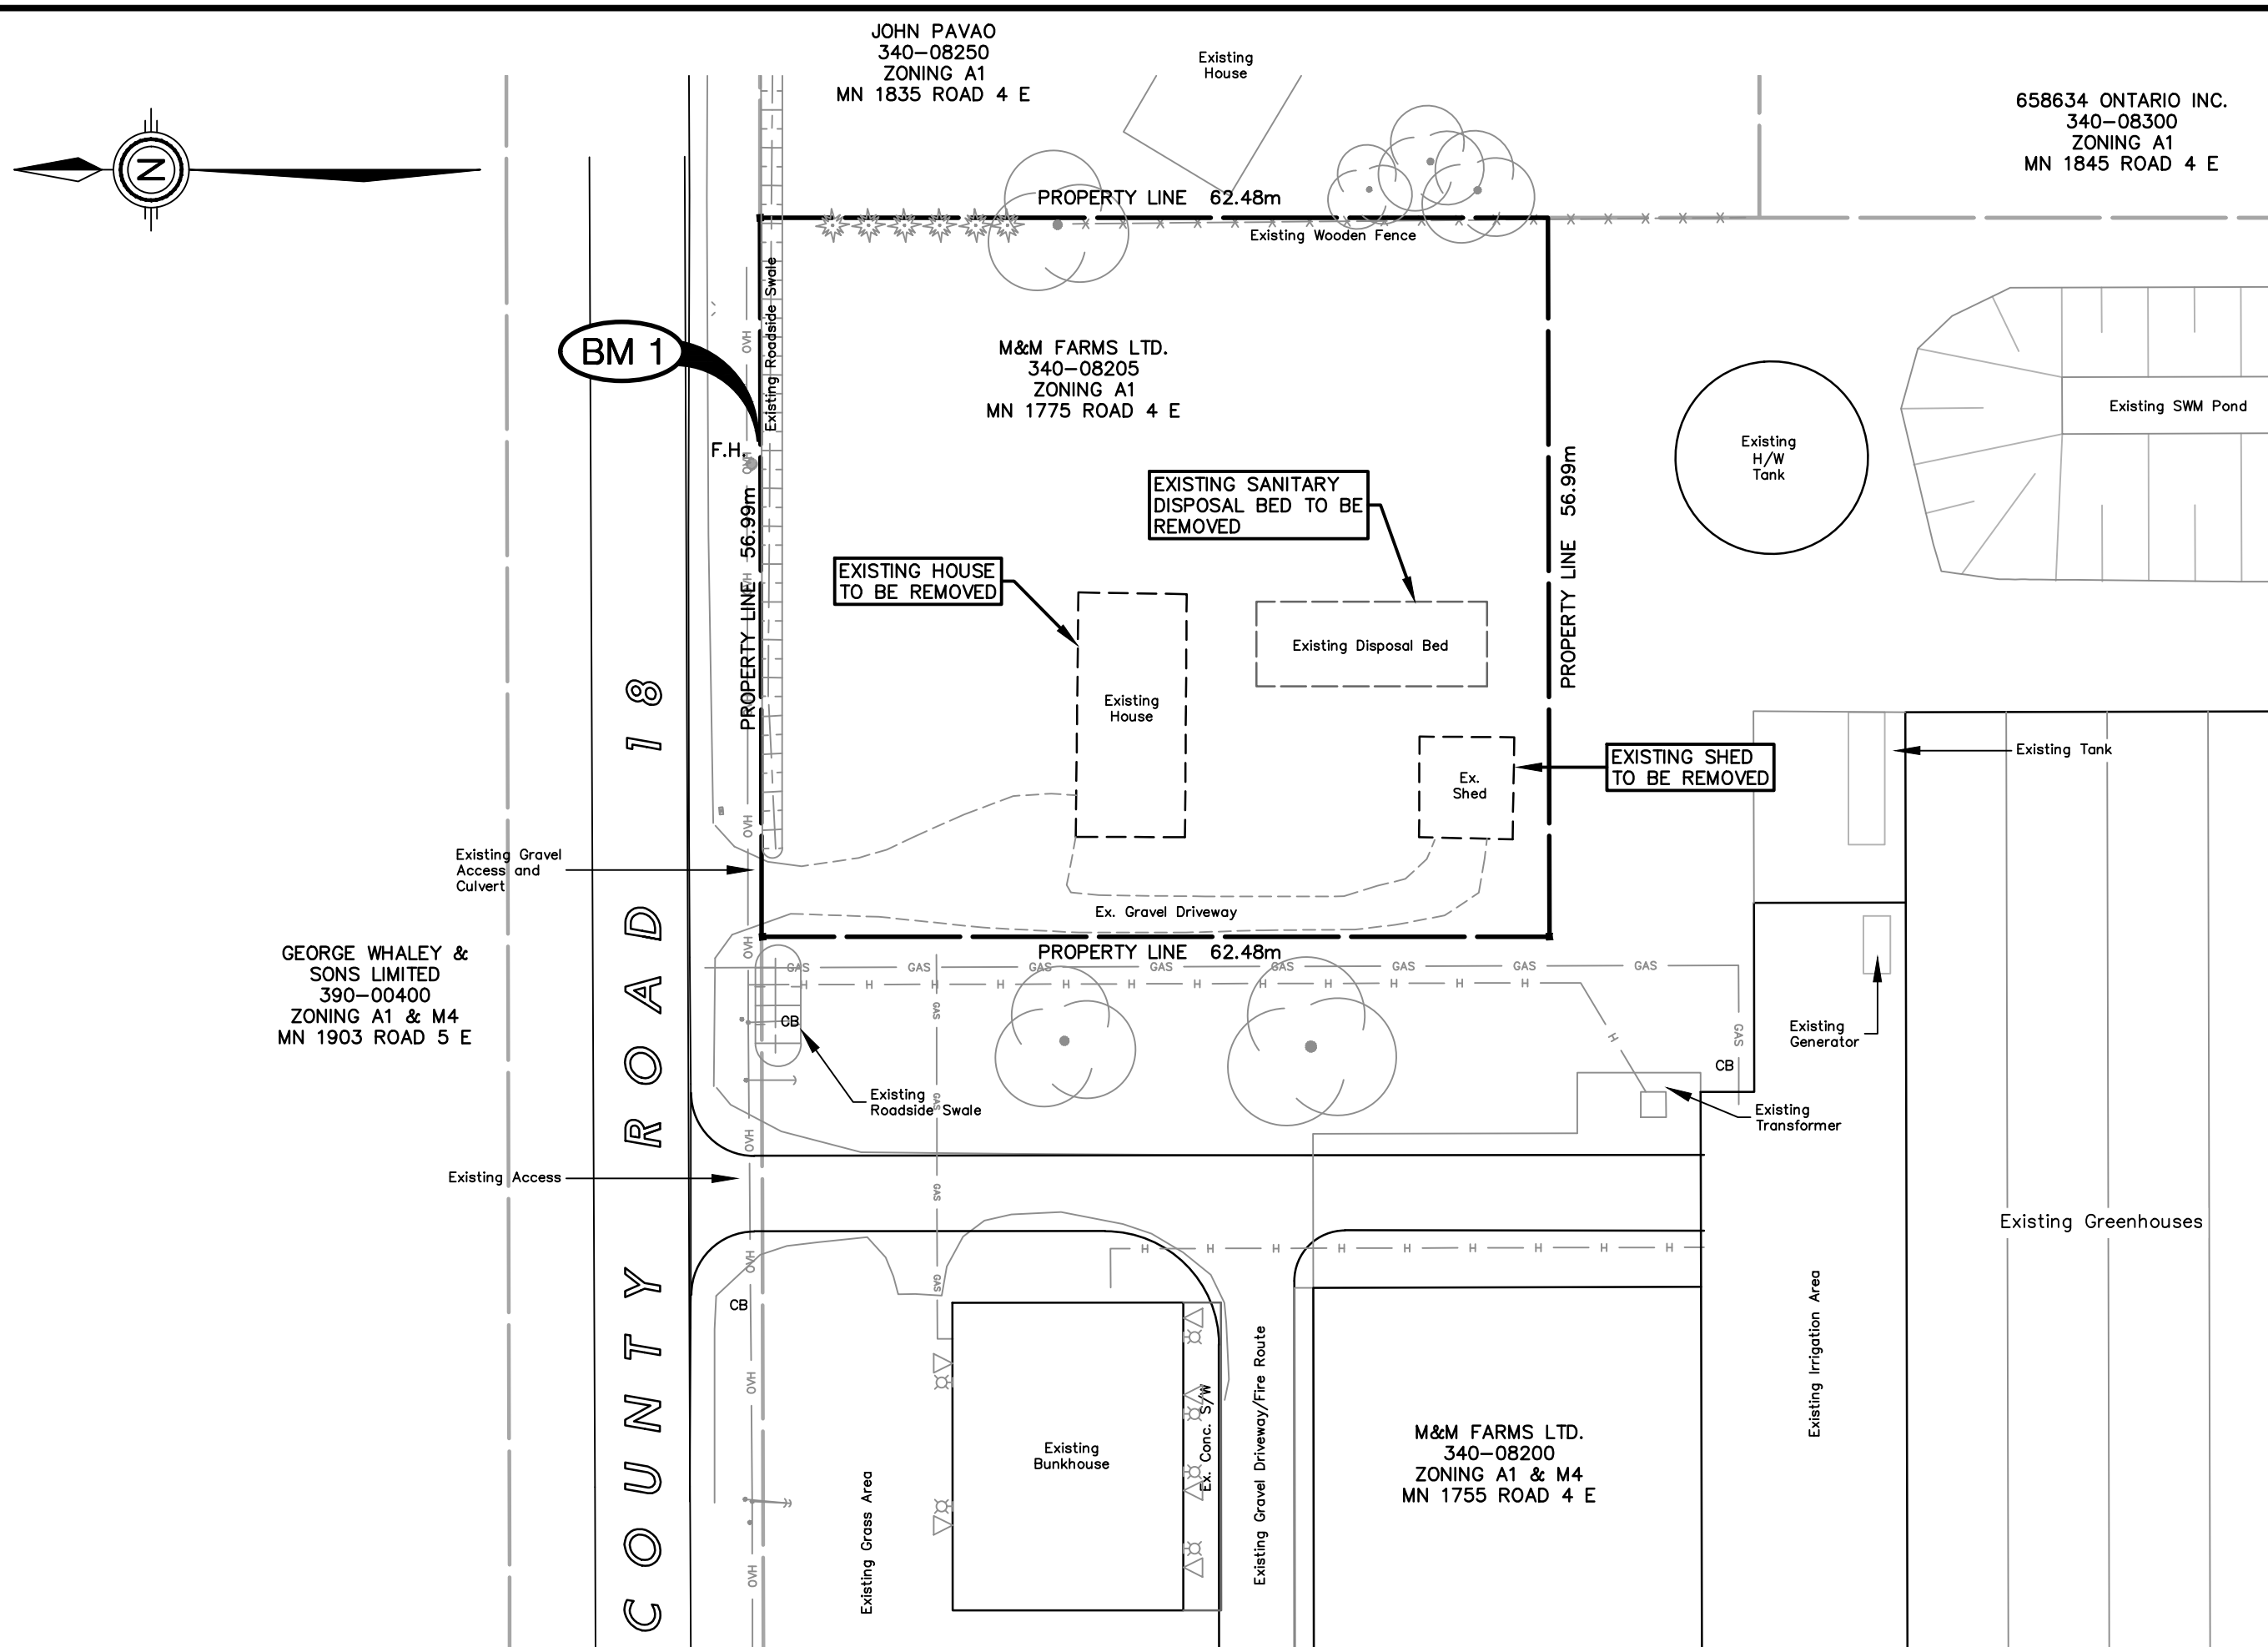 JOHN PAVAO
340-08250
ZONING A1
MN 1835 ROAD 4 E
Existing
House
658634 ONTARIO INC.
340-08300
ZONING A1
MN 1845 ROAD 4 E
N
PROPERTY LINE 62.48m
X X X X X X X X X X X X X X X X X X
Existing Wooden Fence
Existing Roadside Swale
BM 1
F.H.
M&M FARMS LTD.
340-08205
ZONING A1
MN 1775 ROAD 4 E
Existing
H/W
Tank
Existing SWM Pond
PROPERTY LINE 56.99m
EXISTING SANITARY
DISPOSAL BED TO BE
REMOVED
PROPERTY LINE 56.99m
EXISTING HOUSE
TO BE REMOVED
Existing Disposal Bed
Existing
House
Ex.
Shed
EXISTING SHED
TO BE REMOVED
Existing Tank
Existing Gravel
Access and
Culvert
Ex. Gravel Driveway
PROPERTY LINE 62.48m
GEORGE WHALEY &
SONS LIMITED
390-00400
ZONING A1 & M4
MN 1903 ROAD 5 E
COUNTY ROAD 18
OVH OVH OVH OVH OVH OVH OVH OVH OVH
GAS GAS GAS GAS GAS GAS GAS GAS
H H H H H H H H H H H H
H
GAS
CB
Existing
Roadside Swale
GAS GAS GAS GAS
CB
Existing
Generator
Existing
Transformer
Existing Access
H H H H H H H H H
Existing Greenhouses
CB
Existing Irrigation Area
Existing Grass Area
Existing
Bunkhouse
Ex. Conc. S/W
Existing Gravel Driveway/Fire Route
M&M FARMS LTD.
340-08200
ZONING A1 & M4
MN 1755 ROAD 4 E